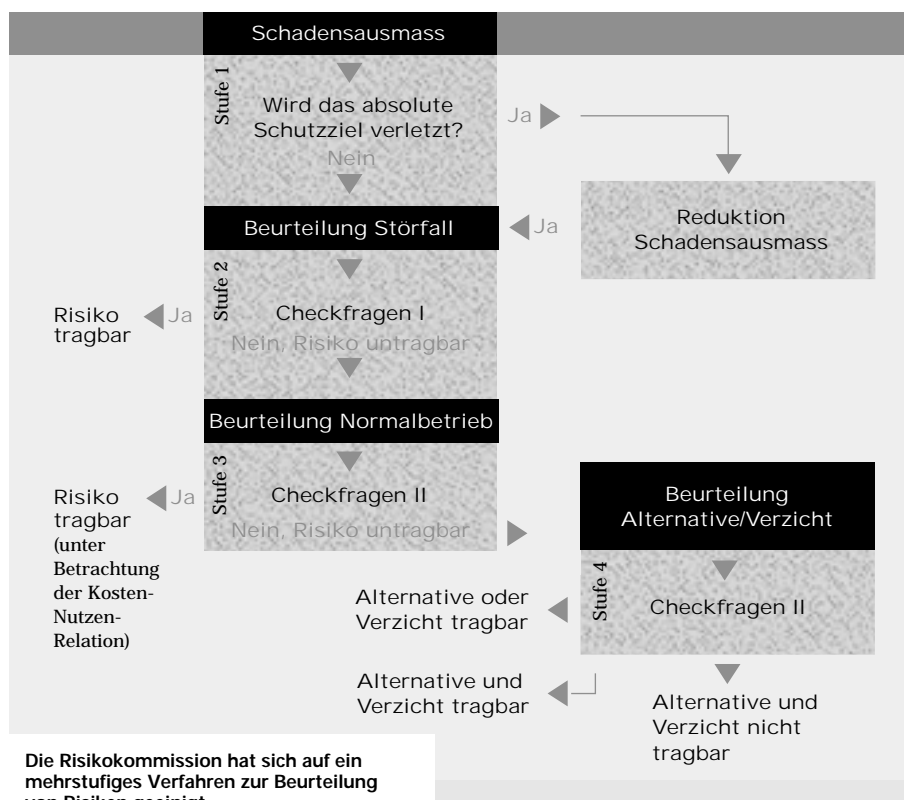 Schadensausmass
Stufe 1
Wird das absolute
Schutzziel verletzt?
Nein
Ja
Reduktion
Schadensausmass
Ja
Beurteilung Störfall
Stufe 2
Checkfragen I
Nein, Risiko untragbar
Ja
Risiko
tragbar
Beurteilung Normalbetrieb
Stufe 3
Checkfragen II
Nein, Risiko untragbar
Ja
Risiko
tragbar
(unter
Betrachtung
der Kosten-
Nutzen-
Relation)
Beurteilung
Alternative/Verzicht
Stufe 4
Checkfragen II
Alternative oder
Verzicht tragbar
Alternative und
Verzicht tragbar
Alternative und
Verzicht nicht
tragbar
Die Risikokommission hat sich auf ein
mehrstufiges Verfahren zur Beurteilung
von Risiken geeinigt